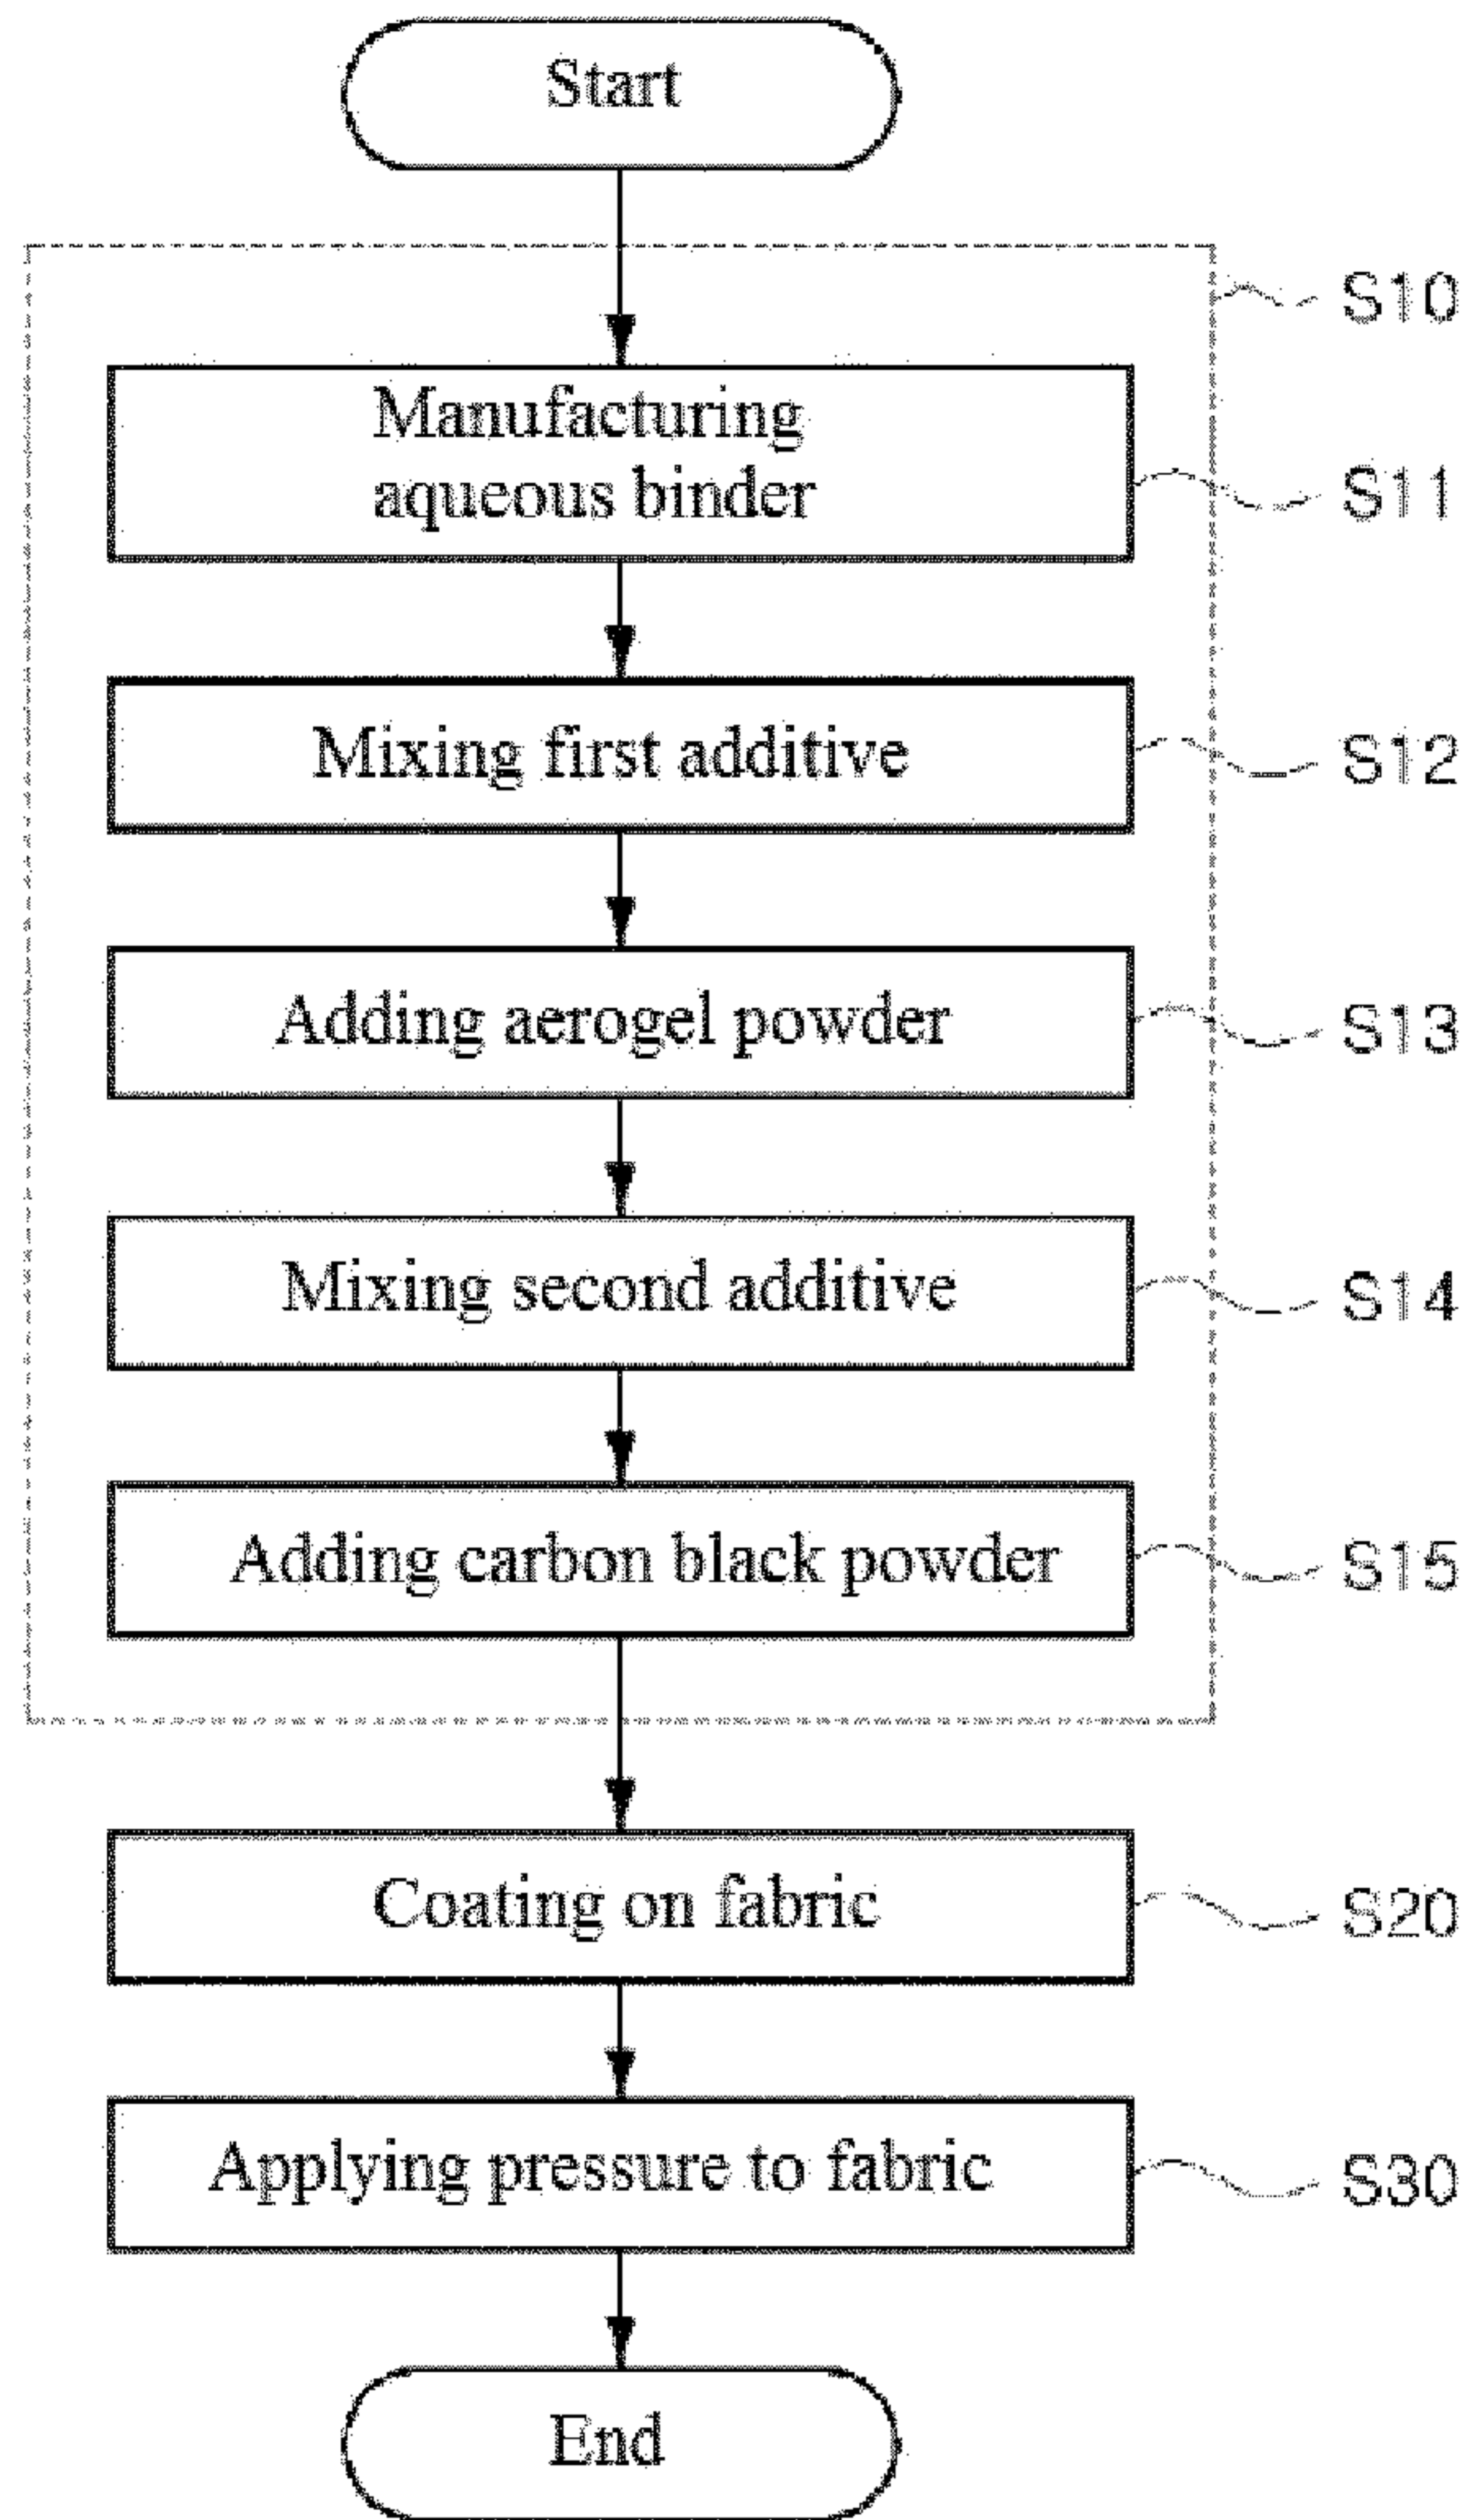 Start
S10
Manufacturing
aqueous binder
S11
Mixing first additive
S12
Adding aerogel powder
S13
Mixing second additive
S14
Adding carbon black powder
S15
Coating on fabric
S20
Applying pressure to fabric
S30
End